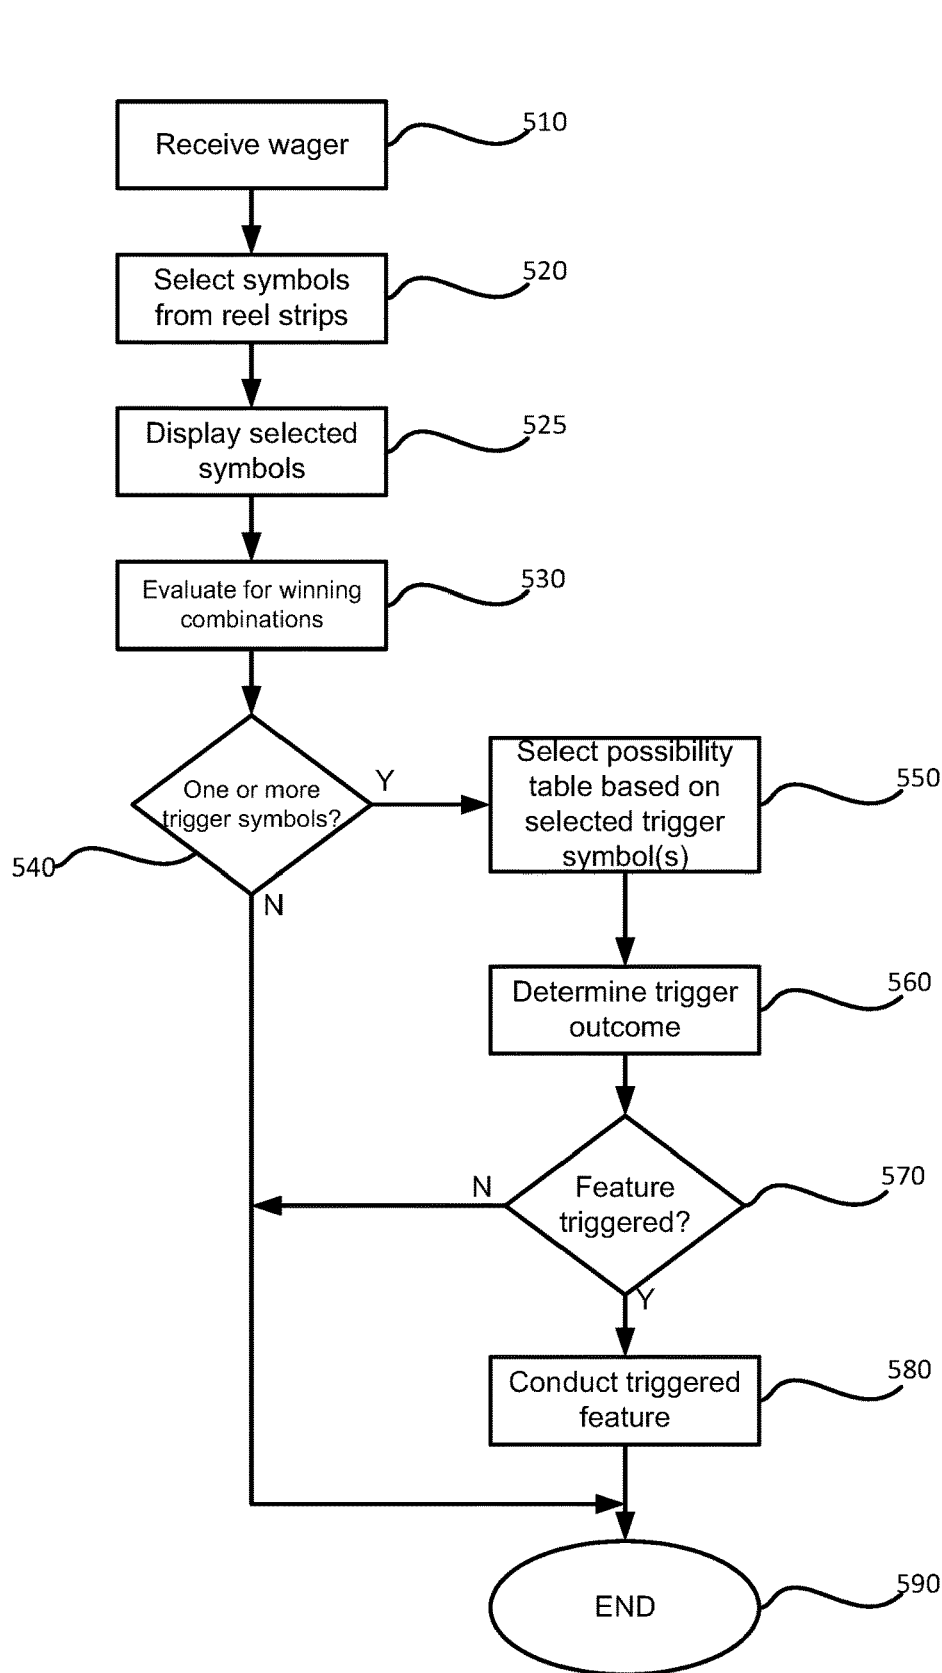 Receive wager
510
Select symbols
from reel strips
520
Display selected
symbols
525
Evaluate for winning
combinations
530
One or more
trigger symbols?
540
Y
N
Select possibility
table based on
selected trigger
symbol(s)
550
Determine trigger
outcome
560
Feature
triggered?
570
N
Y
Conduct triggered
feature
580
END
590